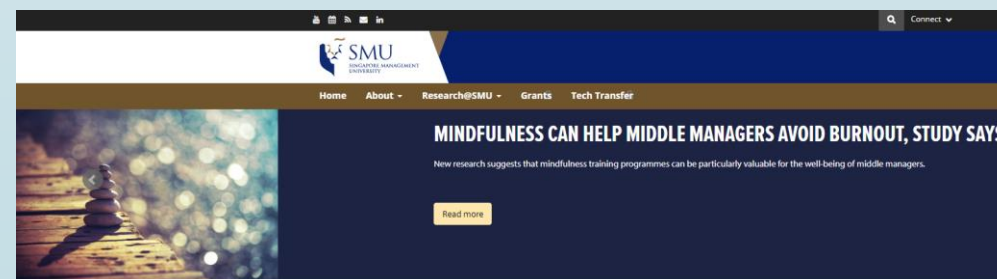 Connect
SMU
SINGAPORE MANAGEMENT
UNIVERSITY
Home About Research@SMU Grants Tech Transfer
MINDFULNESS CAN HELP MIDDLE MANAGERS AVOID BURNOUT, STUDY SAYS
New research suggests that mindfulness training programmes can be particularly valuable for the well-being of middle managers.
Read more